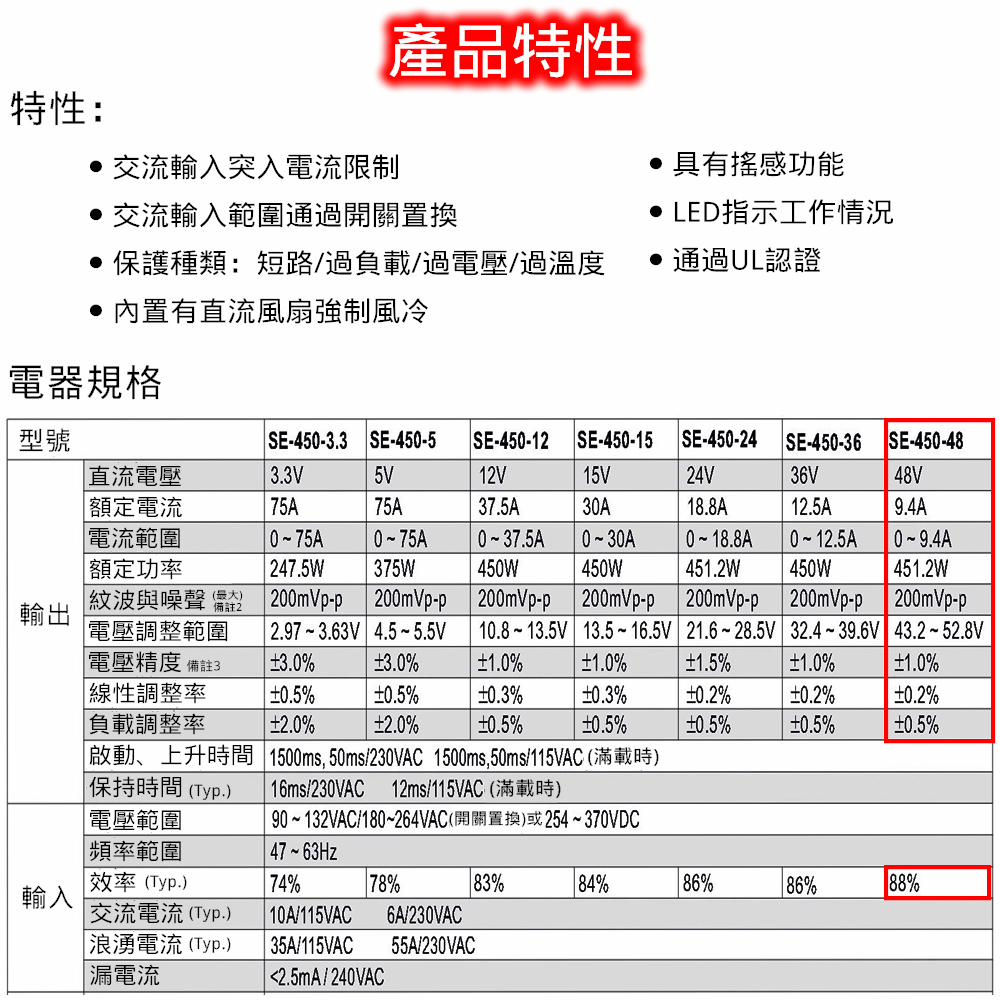 產品特性
特性：
● 交流輸入突入電流限制
● 交流輸入範圍通過開關置換
● 保護種類：短路/過負載/過電壓/過溫度
● 內置有直流風扇強制風冷
● 具有搖感功能
● LED指示工作情況
● 通過UL認證
電器規格
型號 SE-450-3.3 SE-450-5 SE-450-12 SE-450-15 SE-450-24 SE-450-36 SE-450-48
輸出
直流電壓 3.3V 5V 12V 15V 24V 36V 48V
額定電流 75A 75A 37.5A 30A 18.8A 12.5A 9.4A
電流範圍 0~75A 0~75A 0~37.5A 0~30A 0~18.8A 0~12.5A 0~9.4A
額定功率 247.5W 375W 450W 450W 451.2W 450W 451.2W
紋波與噪聲 (最大) 備註2 200mVp-p 200mVp-p 200mVp-p 200mVp-p 200mVp-p 200mVp-p 200mVp-p
電壓調整範圍 2.97~3.63V 4.5~5.5V 10.8~13.5V 13.5~16.5V 21.6~28.5V 32.4~39.6V 43.2~52.8V
電壓精度 備註3 ±3.0% ±3.0% ±1.0% ±1.0% ±1.5% ±1.0% ±1.0%
線性調整率 ±0.5% ±0.5% ±0.3% ±0.3% ±0.2% ±0.2% ±0.2%
負載調整率 ±2.0% ±2.0% ±0.5% ±0.5% ±0.5% ±0.5% ±0.5%
啟動、上升時間 1500ms, 50ms/230VAC 1500ms,50ms/115VAC (滿載時)
保持時間 (Typ.) 16ms/230VAC 12ms/115VAC (滿載時)
輸入
電壓範圍 90~132VAC/180~264VAC(開關置換)或 254~370VDC
頻率範圍 47~63Hz
效率 (Typ.) 74% 78% 83% 84% 86% 86% 88%
交流電流 (Typ.) 10A/115VAC 6A/230VAC
浪湧電流 (Typ.) 35A/115VAC 55A/230VAC
漏電流 <2.5mA / 240VAC